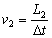 v₂ = L₂/Δt